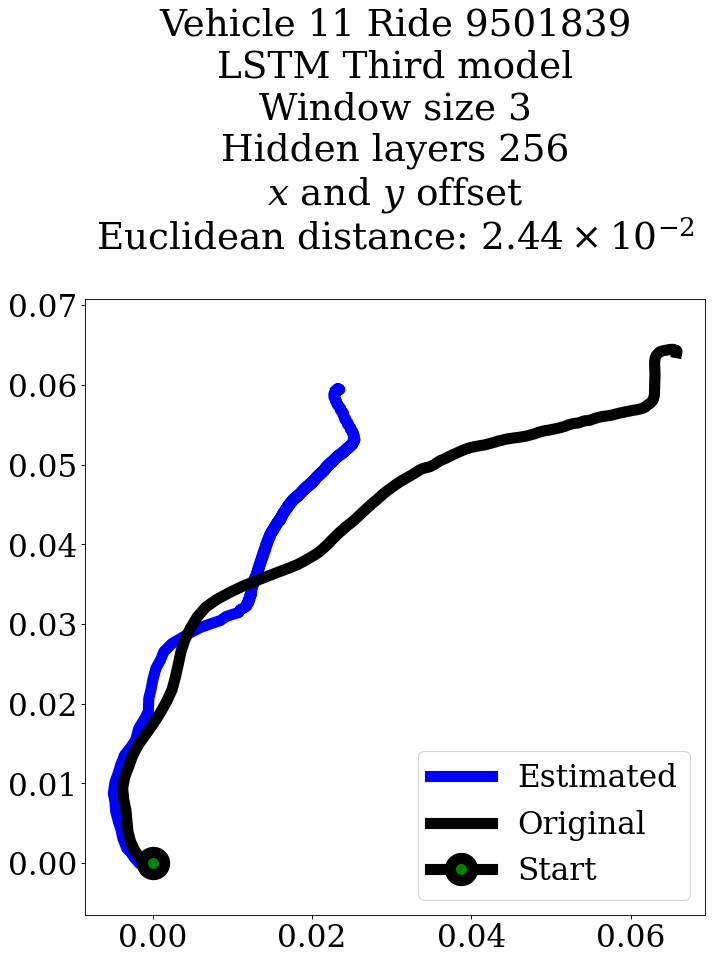 Vehicle 11 Ride 9501839
LSTM Third model
Window size 3
Hidden layers 256
x and y offset
Euclidean distance: 2.44 × 10⁻²
0.07
0.06
0.05
0.04
0.03
0.02
0.01
0.00
Estimated
Original
Start
0.00 0.02 0.04 0.06